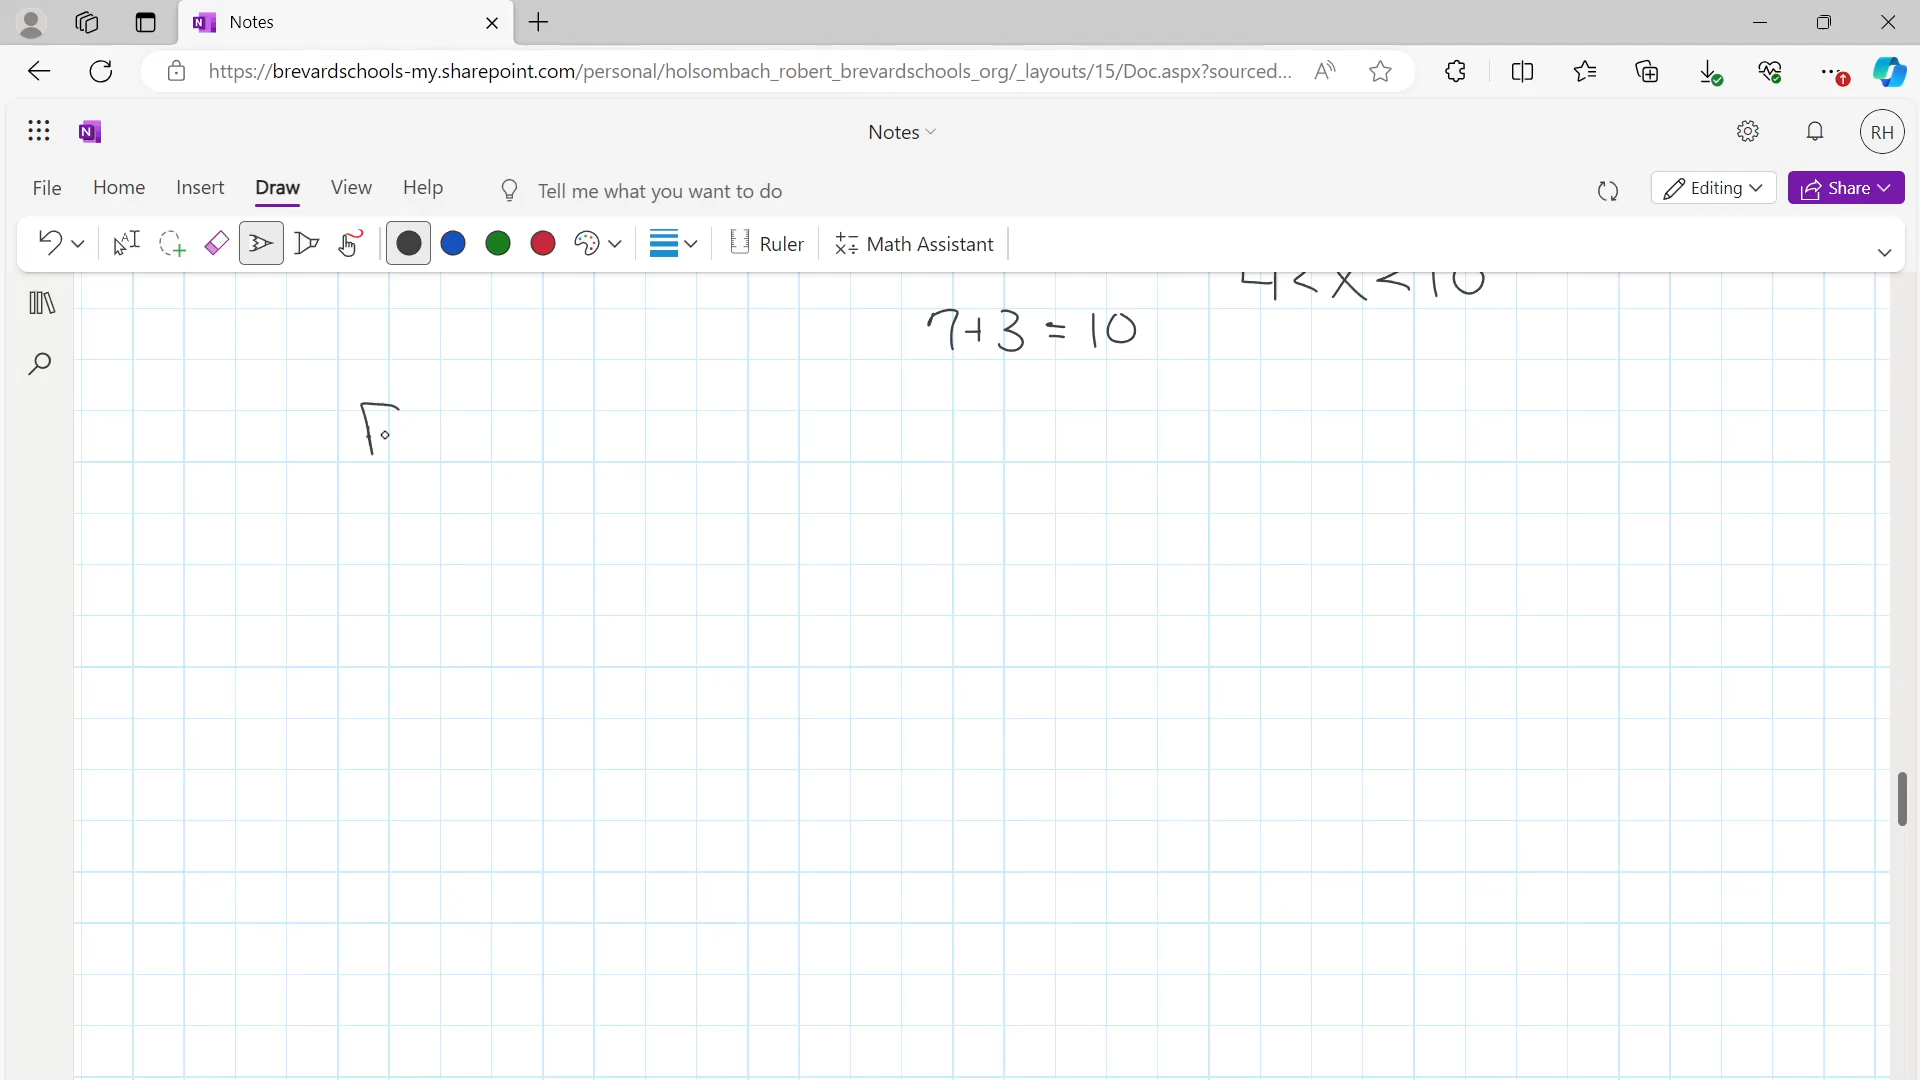 Notes
https://brevardschools-my.sharepoint.com/personal/holsombach_robert_brevardschools_org/_layouts/15/Doc.aspx?sourced...
Notes
RH
File Home Insert Draw View Help Tell me what you want to do Editing Share
Ruler Math Assistant
4 < x < 10
7+3 = 10